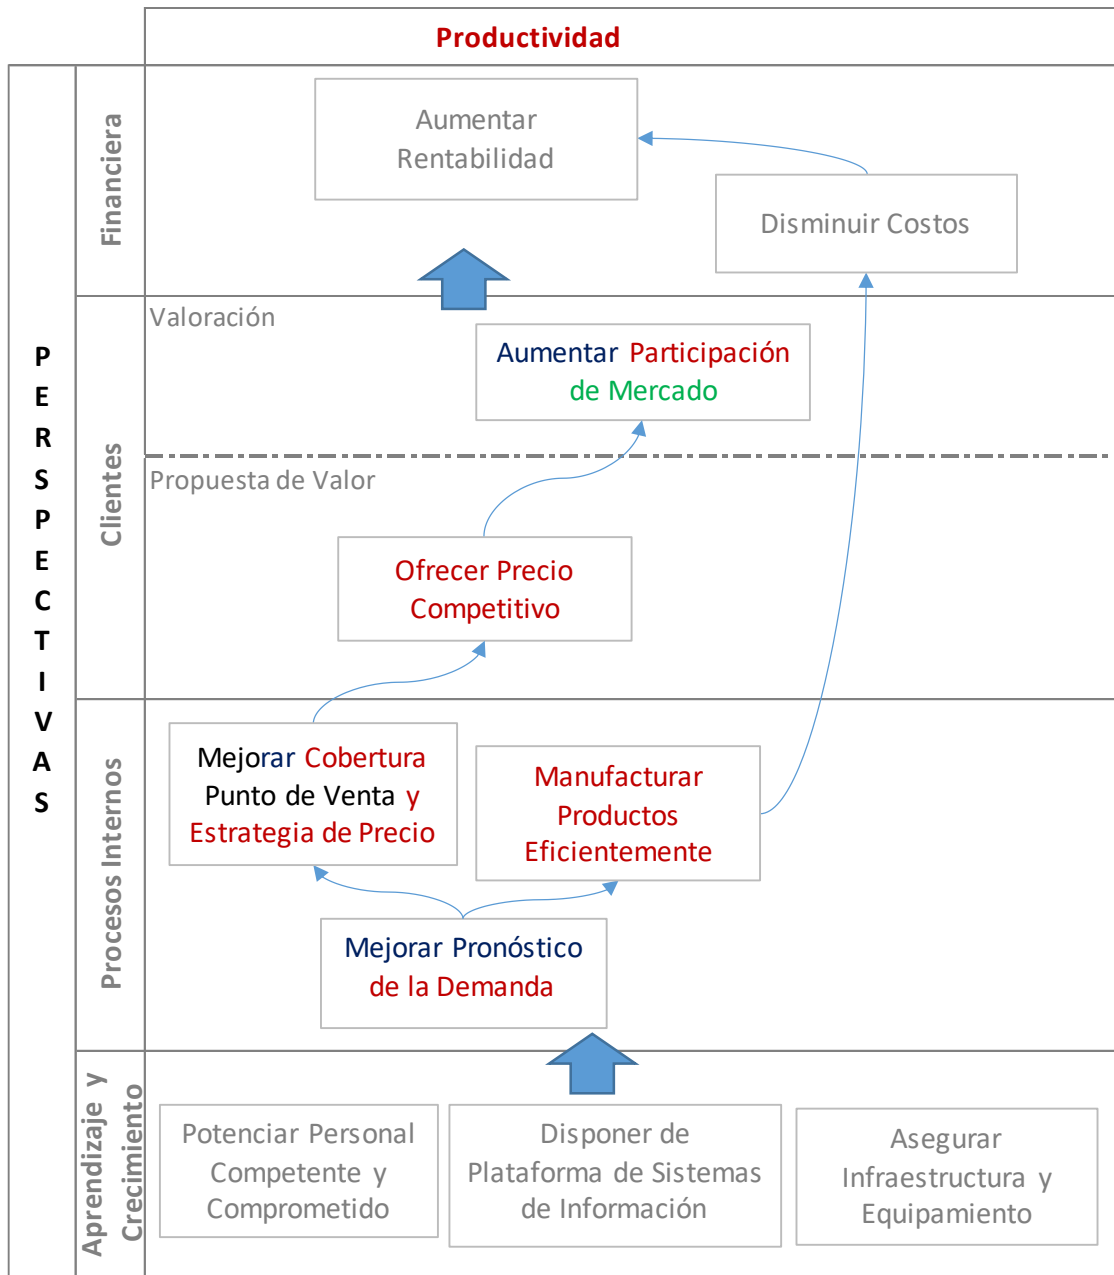 Productividad
PERSPECTIVAS
Financiera
Aumentar
Rentabilidad
Disminuir Costos
Clientes
Valoración
Aumentar Participación
de Mercado
Propuesta de Valor
Ofrecer Precio
Competitivo
Procesos Internos
Mejorar Cobertura
Punto de Venta y
Estrategia de Precio
Manufacturar
Productos
Eficientemente
Mejorar Pronóstico
de la Demanda
Aprendizaje y
Crecimiento
Potenciar Personal
Competente y
Comprometido
Disponer de
Plataforma de Sistemas
de Información
Asegurar
Infraestructura y
Equipamiento